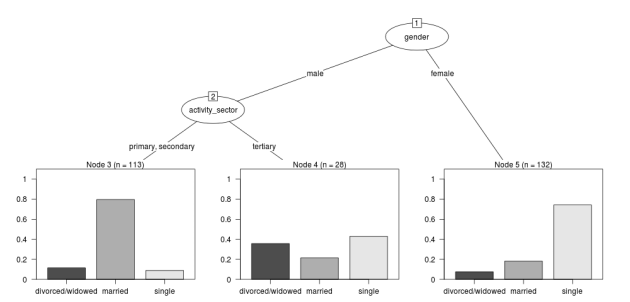 1
gender
male
female
2
activity_sector
primary, secondary
tertiary
Node 3 (n = 113)
1
0.8
0.6
0.4
0.2
0
divorced/widowed married single
Node 4 (n = 28)
1
0.8
0.6
0.4
0.2
0
divorced/widowed married single
Node 5 (n = 132)
1
0.8
0.6
0.4
0.2
0
divorced/widowed married single